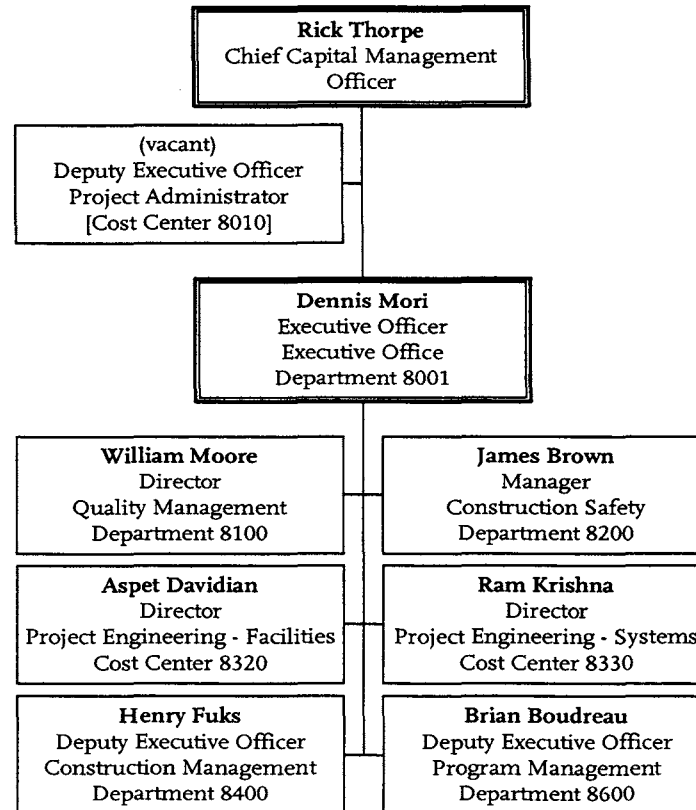 Rick Thorpe
Chief Capital Management
Officer
(vacant)
Deputy Executive Officer
Project Administrator
[Cost Center 8010]
Dennis Mori
Executive Officer
Executive Office
Department 8001
William Moore
Director
Quality Management
Department 8100
James Brown
Manager
Construction Safety
Department 8200
Aspet Davidian
Director
Project Engineering - Facilities
Cost Center 8320
Ram Krishna
Director
Project Engineering - Systems
Cost Center 8330
Henry Fuks
Deputy Executive Officer
Construction Management
Department 8400
Brian Boudreau
Deputy Executive Officer
Program Management
Department 8600